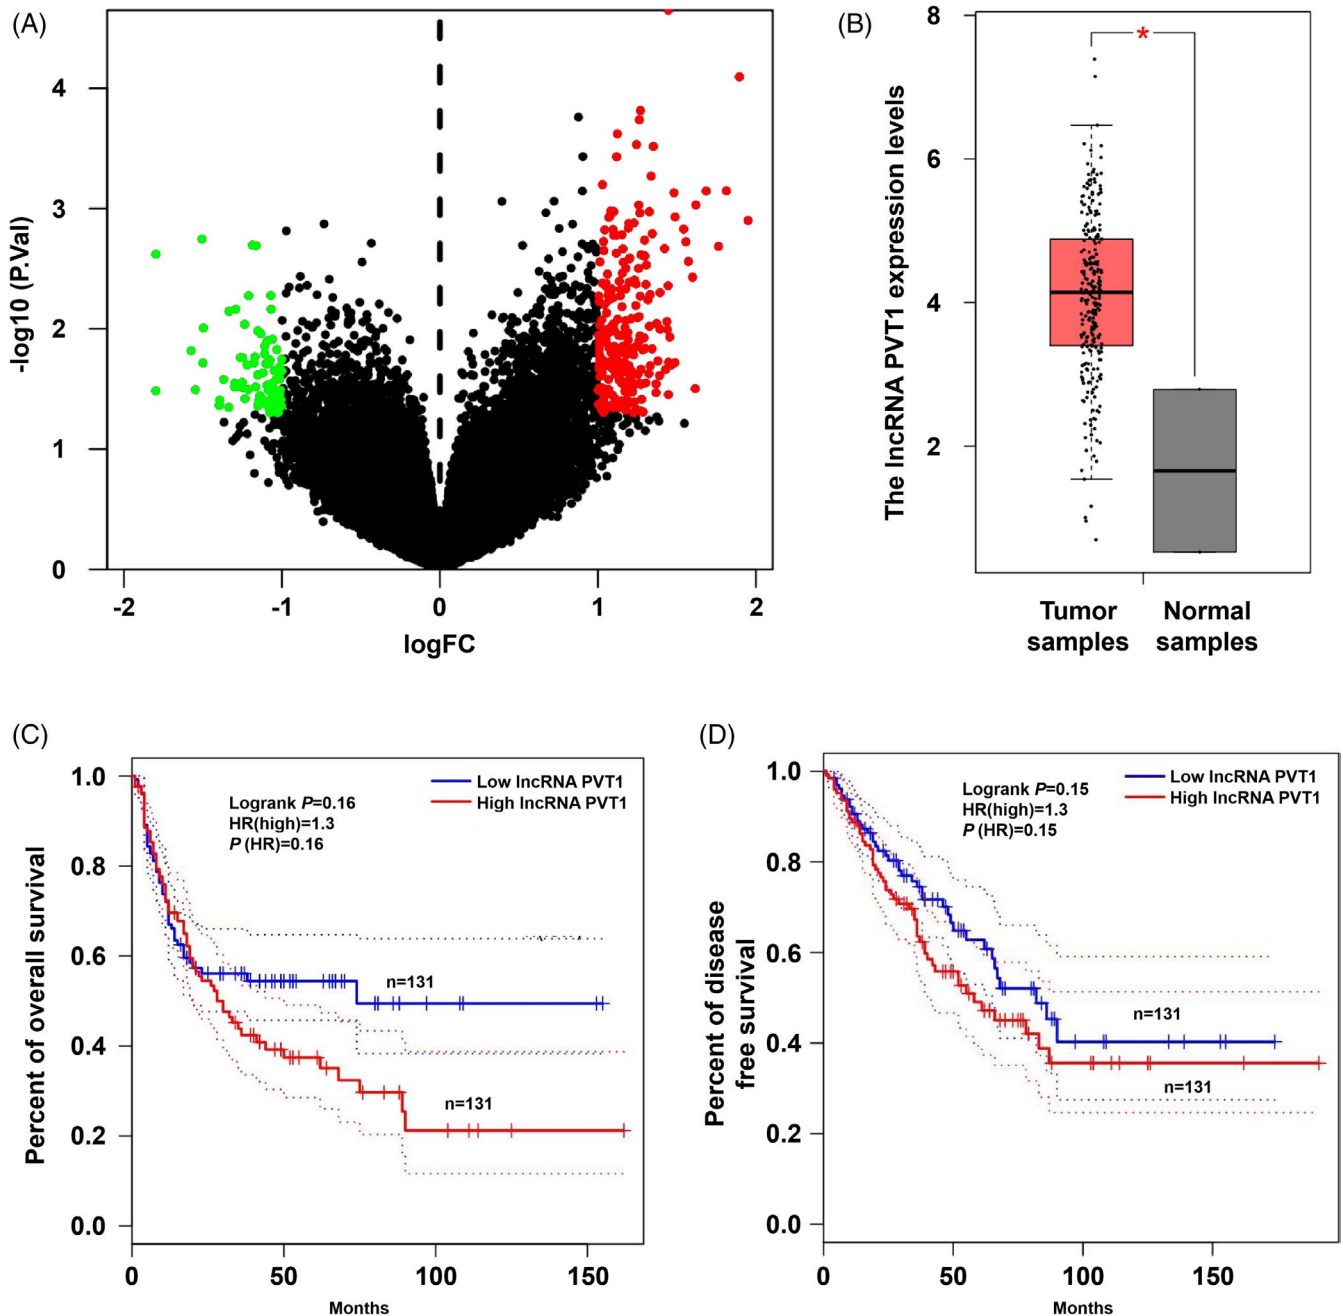 (A)
-log10 (P.Val)
4
3
2
1
0
-2
-1
0
1
2
logFC
(B)
The lncRNA PVT1 expression levels
8
6
4
2
*
Tumor
samples
Normal
samples
(C)
Percent of overall survival
1.0
0.8
0.6
0.4
0.2
0.0
Logrank P=0.16
HR(high)=1.3
P (HR)=0.16
Low lncRNA PVT1
High lncRNA PVT1
n=131
n=131
0
50
100
150
Months
(D)
Percent of disease
free survival
1.0
0.8
0.6
0.4
0.2
0.0
Logrank P=0.15
HR(high)=1.3
P (HR)=0.15
Low lncRNA PVT1
High lncRNA PVT1
n=131
n=131
0
50
100
150
Months